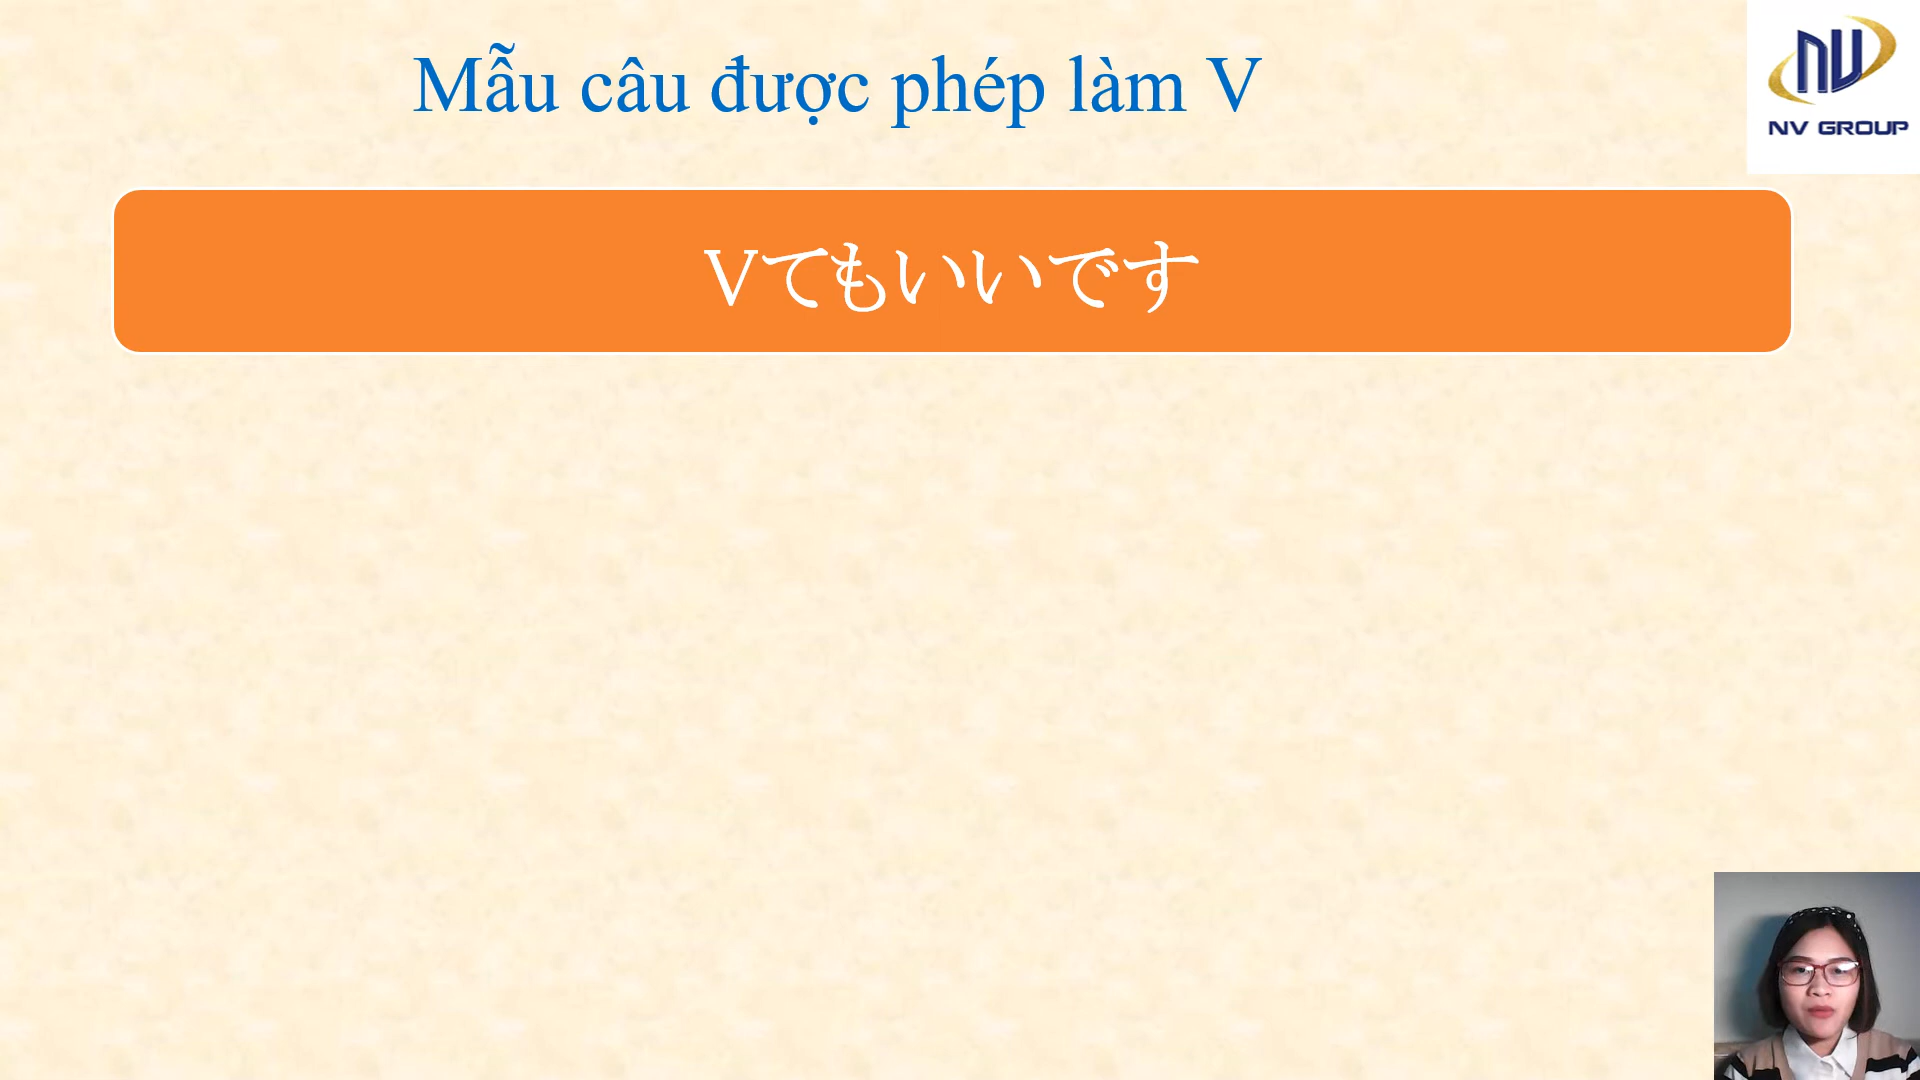 Mẫu câu được phép làm V
NV GROUP
Vてもいいです